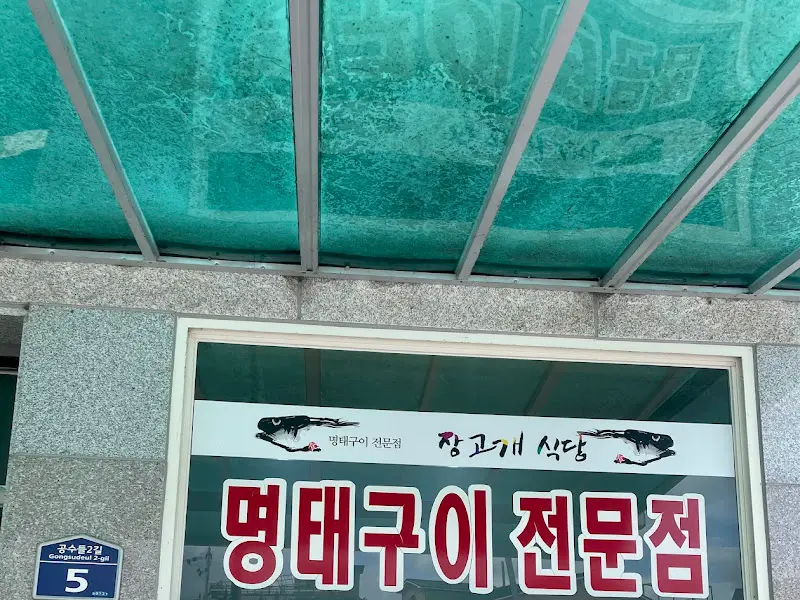 명태구이 전문점
장고개 식당
명태구이 전문점
공수들2길
Gongsudeul 2-gil
5